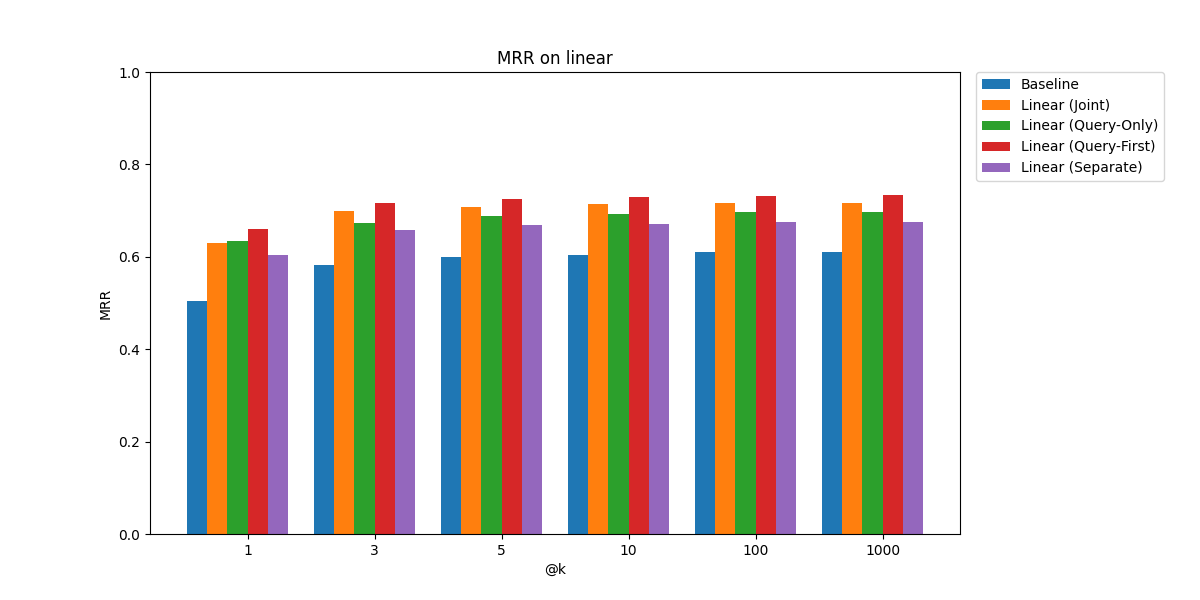 MRR on linear
1.0
0.8
0.6
0.4
0.2
0.0
MRR
1 3 5 10 100 1000
@k
Baseline
Linear (Joint)
Linear (Query-Only)
Linear (Query-First)
Linear (Separate)